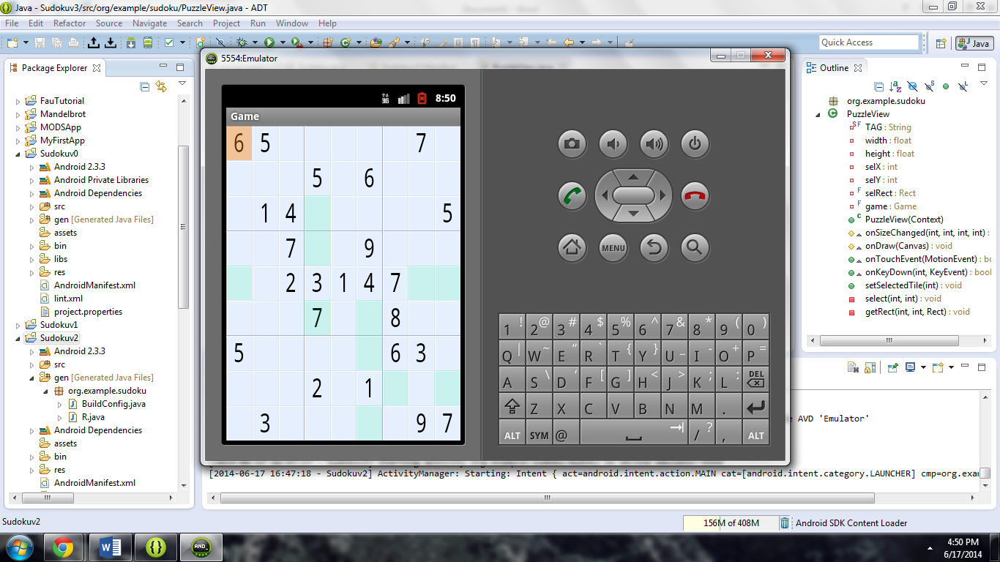 Java - Sudokuv3/src/org/example/sudoku/PuzzleView.java - ADT
File Edit Refactor Source Navigate Search Project Run Window Help
Quick Access
Java
Package Explorer
FauTutorial
Mandelbrot
MODSApp
MyFirstApp
Sudokuv0
Android 2.3.3
Android Private Libraries
Android Dependencies
src
gen [Generated Java Files]
assets
bin
libs
res
AndroidManifest.xml
lint.xml
project.properties
Sudokuv1
Sudokuv2
Android 2.3.3
src
gen [Generated Java Files]
org.example.sudoku
BuildConfig.java
R.java
Android Dependencies
assets
bin
res
AndroidManifest.xml
5554:Emulator
3G 8:50
Game
6 5 7
5 6
1 4 5
7 9
2 3 1 4 7
7 8
5 6 3
2 1
3 9 7
MENU
1 ! 2 @ 3 # 4 $ 5 % 6 ^ 7 & 8 * 9 ( 0 )
Q | W ~ E “ R ` T { Y } U _ I - O + P =
A S \ D ´ F [ G ] H < J > K ; L : DEL
Z X C V B N M .
ALT SYM @ / ? , ALT
Outline
org.example.sudoku
PuzzleView
TAG : String
width : float
height : float
selX : int
selY : int
selRect : Rect
game : Game
PuzzleView(Context)
onSizeChanged(int, int, int, int) :
onDraw(Canvas) : void
onTouchEvent(MotionEvent) : bo
onKeyDown(int, KeyEvent) : bool
setSelectedTile(int) : void
select(int, int) : void
getRect(int, int, Rect) : void
e AVD 'Emulator'
[2014-06-17 16:47:18 - Sudokuv2] ActivityManager: Starting: Intent { act=android.intent.action.MAIN cat=[android.intent.category.LAUNCHER] cmp=org.exa
Sudokuv2
156M of 408M
Android SDK Content Loader
AND_
4:50 PM
6/17/2014